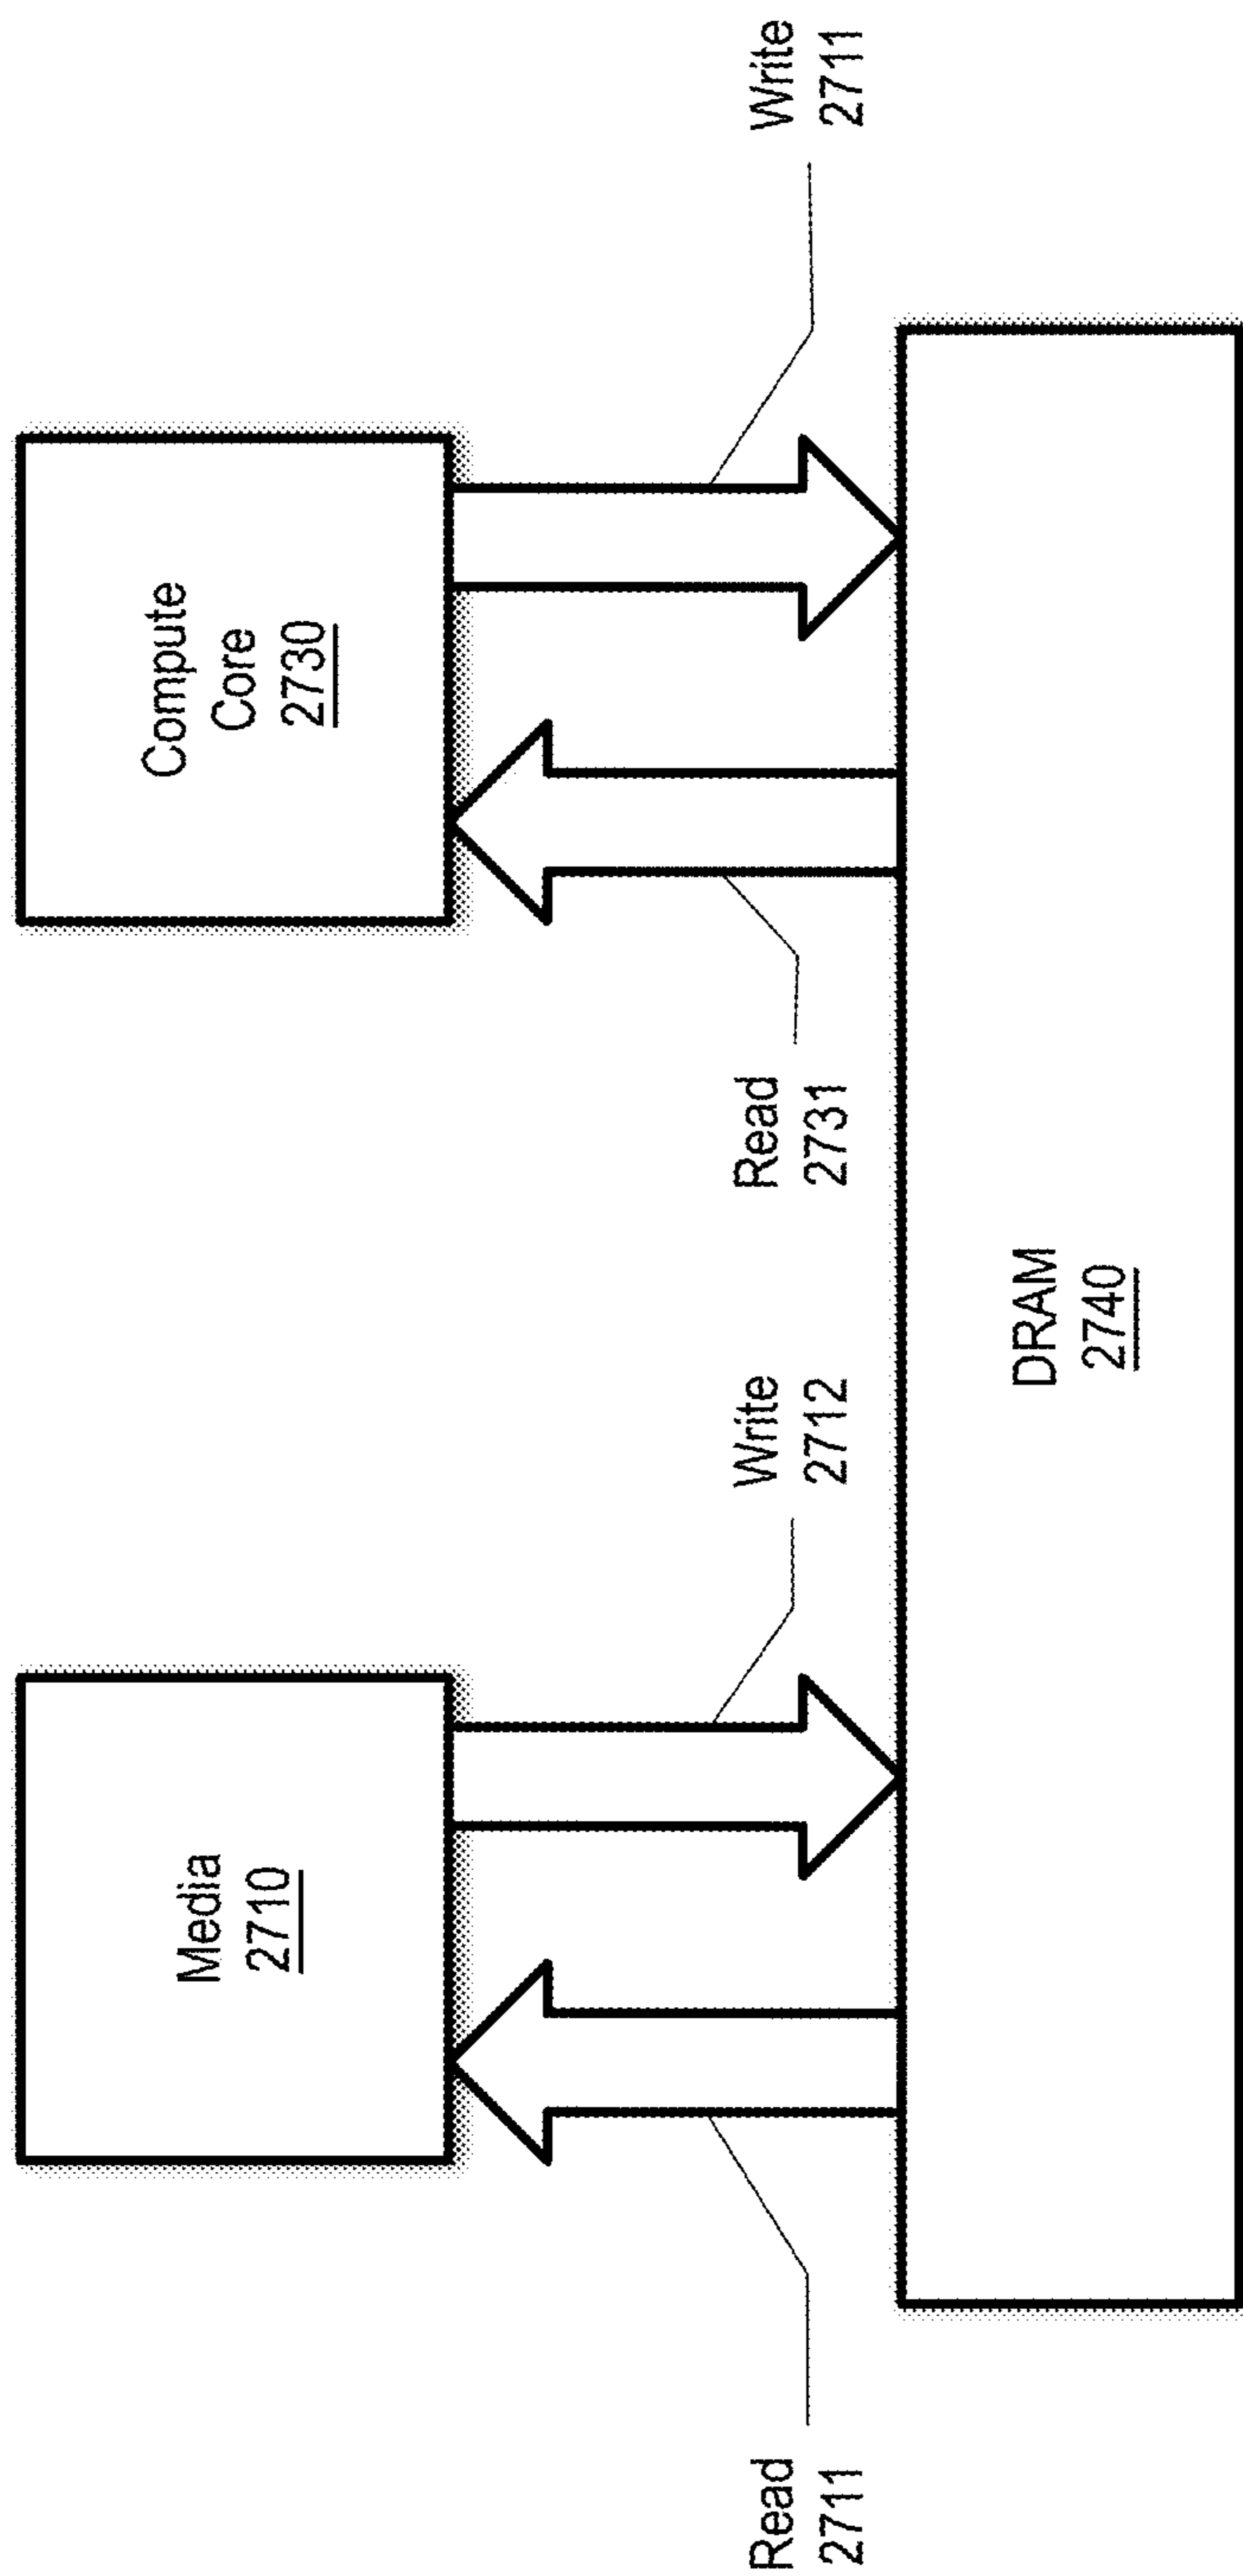 Media
2710
Compute
Core
2730
Read
2711
Write
2712
Read
2731
Write
2711
DRAM
2740